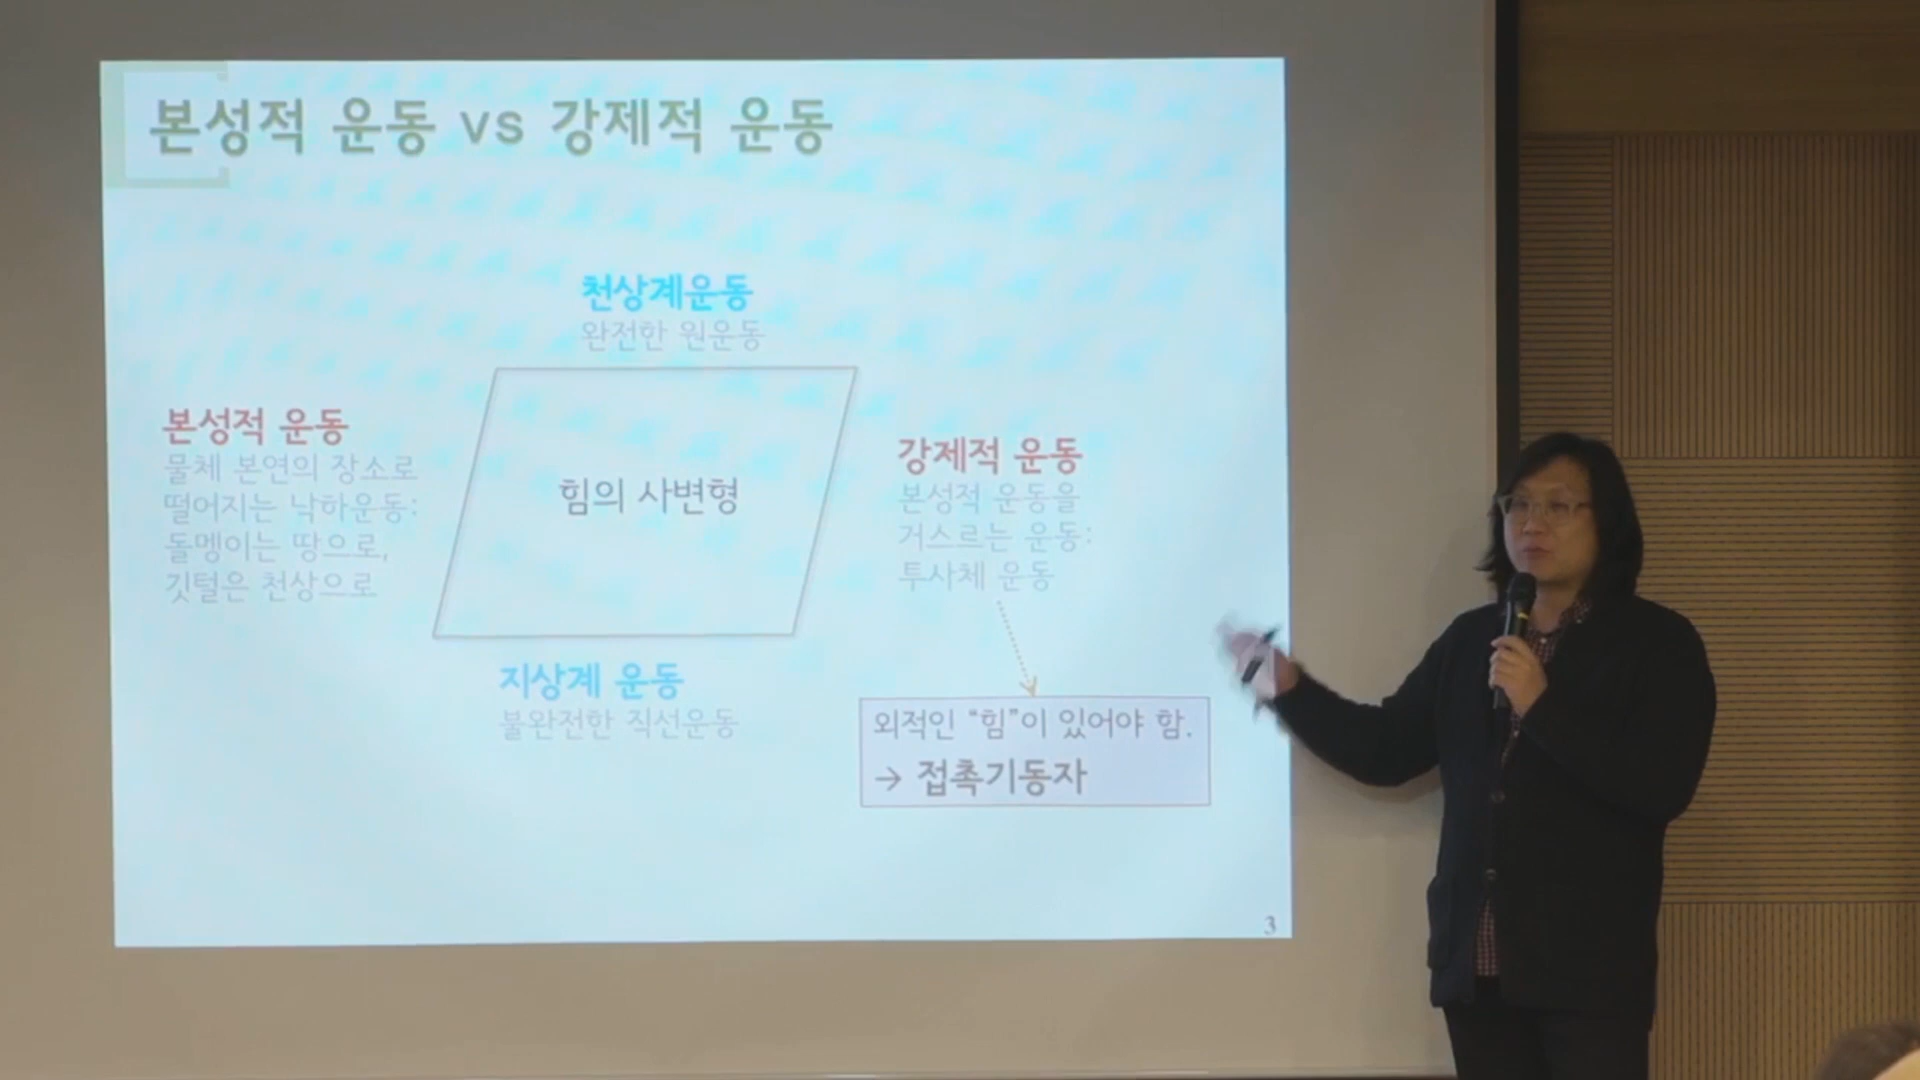 본성적 운동 vs 강제적 운동
천상계운동
완전한 원운동
본성적 운동
물체 본연의 장소로
떨어지는 낙하운동:
돌멩이는 땅으로,
깃털은 천상으로
힘의 사변형
강제적 운동
본성적 운동을
거스르는 운동:
투사체 운동
지상계 운동
불완전한 직선운동
외적인 “힘”이 있어야 함.
→ 접촉기동자
3